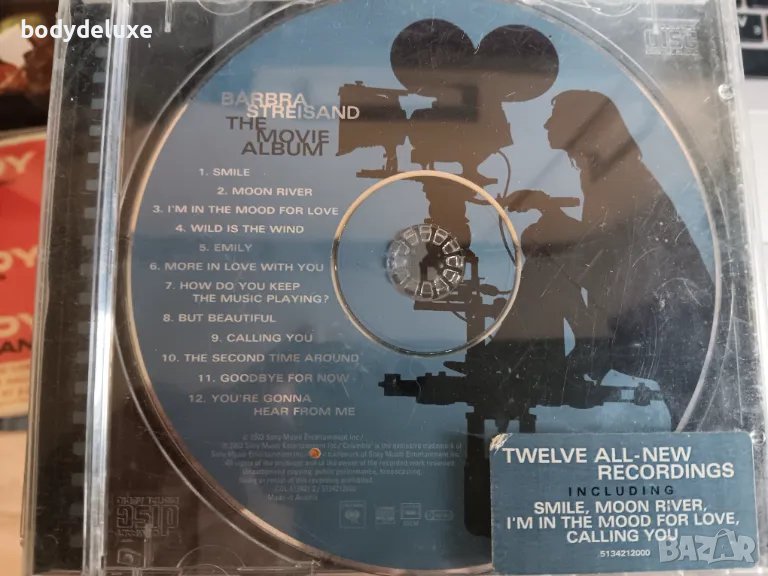 bodydeluxe
BARBRA
STREISAND
THE
MOVIE
ALBUM
1. SMILE
2. MOON RIVER
3. I'M IN THE MOOD FOR LOVE
4. WILD IS THE WIND
5. EMILY
6. MORE IN LOVE WITH YOU
7. HOW DO YOU KEEP
THE MUSIC PLAYING?
8. BUT BEAUTIFUL
9. CALLING YOU
10. THE SECOND TIME AROUND
11. GOODBYE FOR NOW
12. YOU'RE GONNA
HEAR FROM ME
Made in Austria
TWELVE ALL-NEW
RECORDINGS
INCLUDING
SMILE, MOON RIVER,
I'M IN THE MOOD FOR LOVE,
CALLING YOU
5134212000
BAZAR